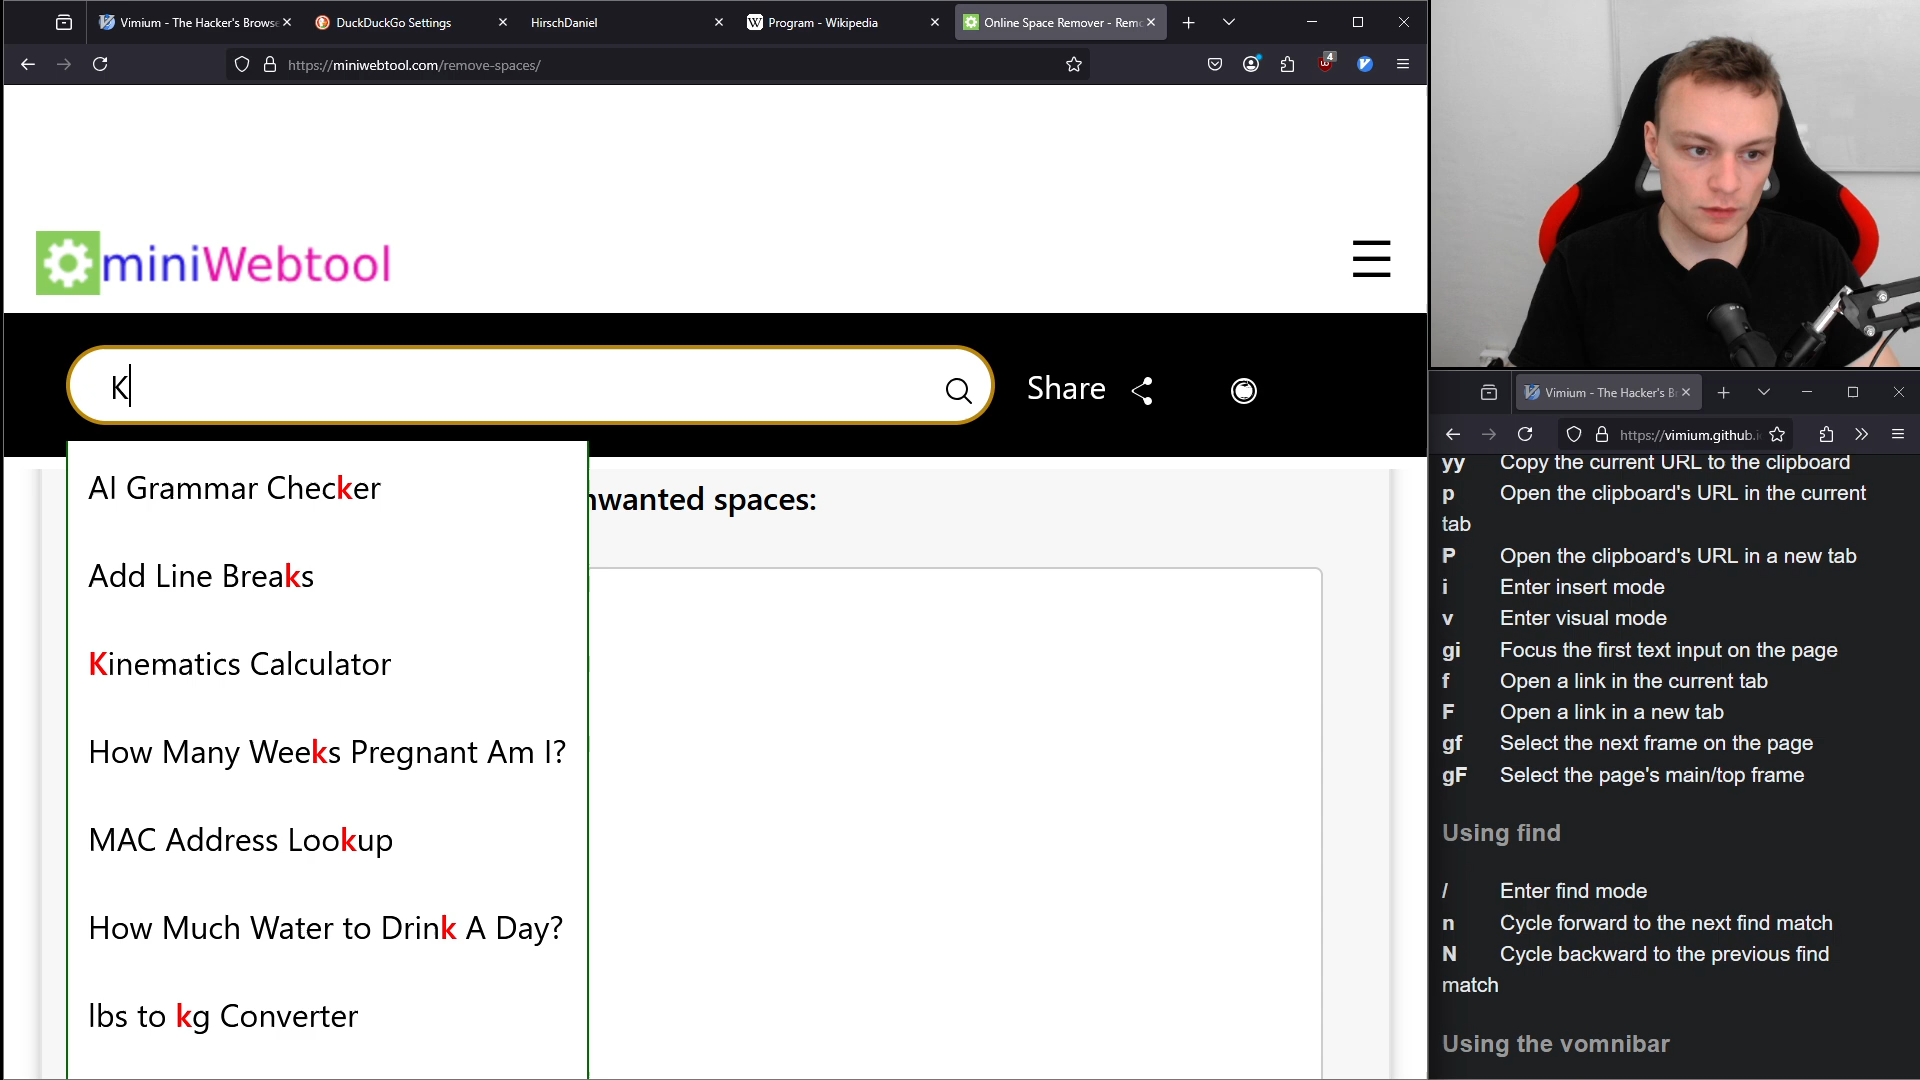 Vimium - The Hacker's Browse
DuckDuckGo Settings
HirschDaniel
Program - Wikipedia
Online Space Remover - Remo
https://miniwebtool.com/remove-spaces/
4
miniWebtool
K
Share
nwanted spaces:
AI Grammar Checker
Add Line Breaks
Kinematics Calculator
How Many Weeks Pregnant Am I?
MAC Address Lookup
How Much Water to Drink A Day?
lbs to kg Converter
Vimium - The Hacker's Br
https://vimium.github.i
yy Copy the current URL to the clipboard
p Open the clipboard's URL in the current
tab
P Open the clipboard's URL in a new tab
i Enter insert mode
v Enter visual mode
gi Focus the first text input on the page
f Open a link in the current tab
F Open a link in a new tab
gf Select the next frame on the page
gF Select the page's main/top frame
Using find
/ Enter find mode
n Cycle forward to the next find match
N Cycle backward to the previous find
match
Using the vomnibar